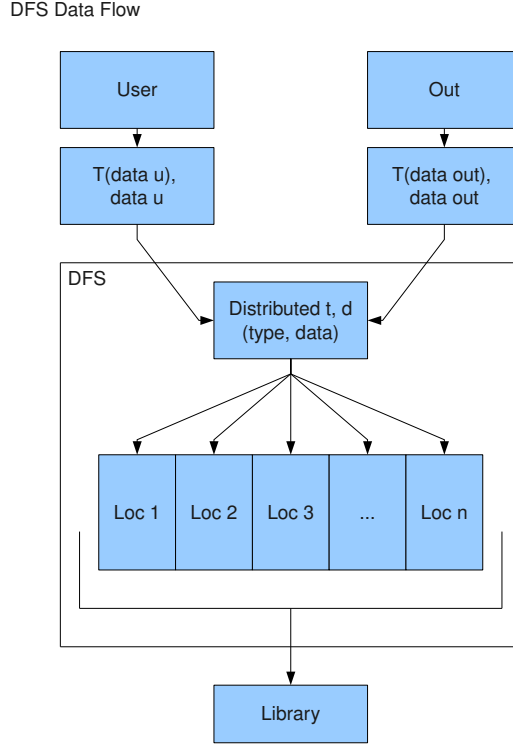 DFS Data Flow
User
Out
T(data u),
data u
T(data out),
data out
DFS
Distributed t, d
(type, data)
Loc 1
Loc 2
Loc 3
...
Loc n
Library